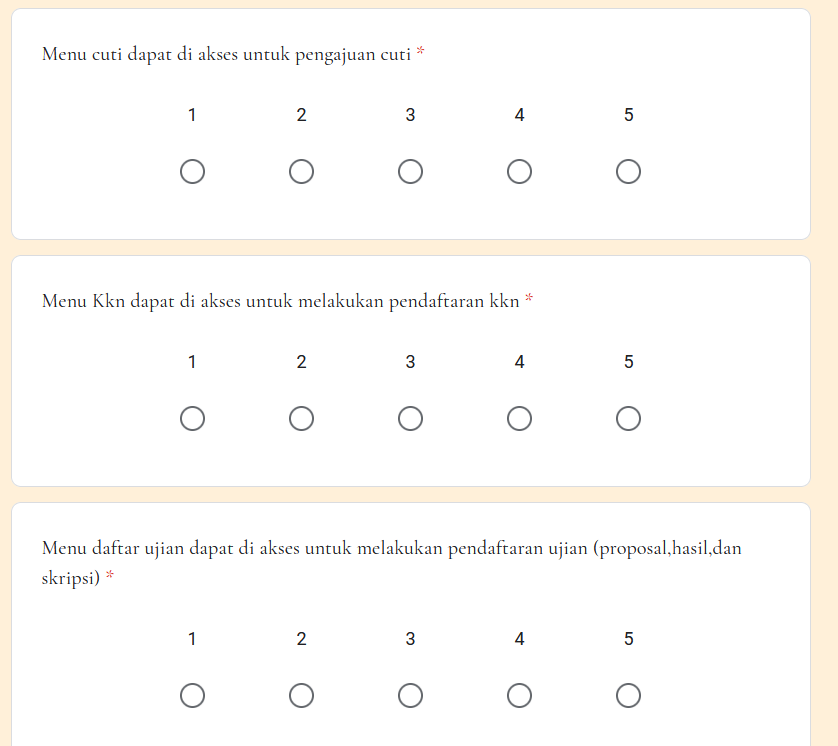 Menu cuti dapat di akses untuk pengajuan cuti *
1 2 3 4 5
Menu Kkn dapat di akses untuk melakukan pendaftaran kkn *
1 2 3 4 5
Menu daftar ujian dapat di akses untuk melakukan pendaftaran ujian (proposal,hasil,dan
skripsi) *
1 2 3 4 5